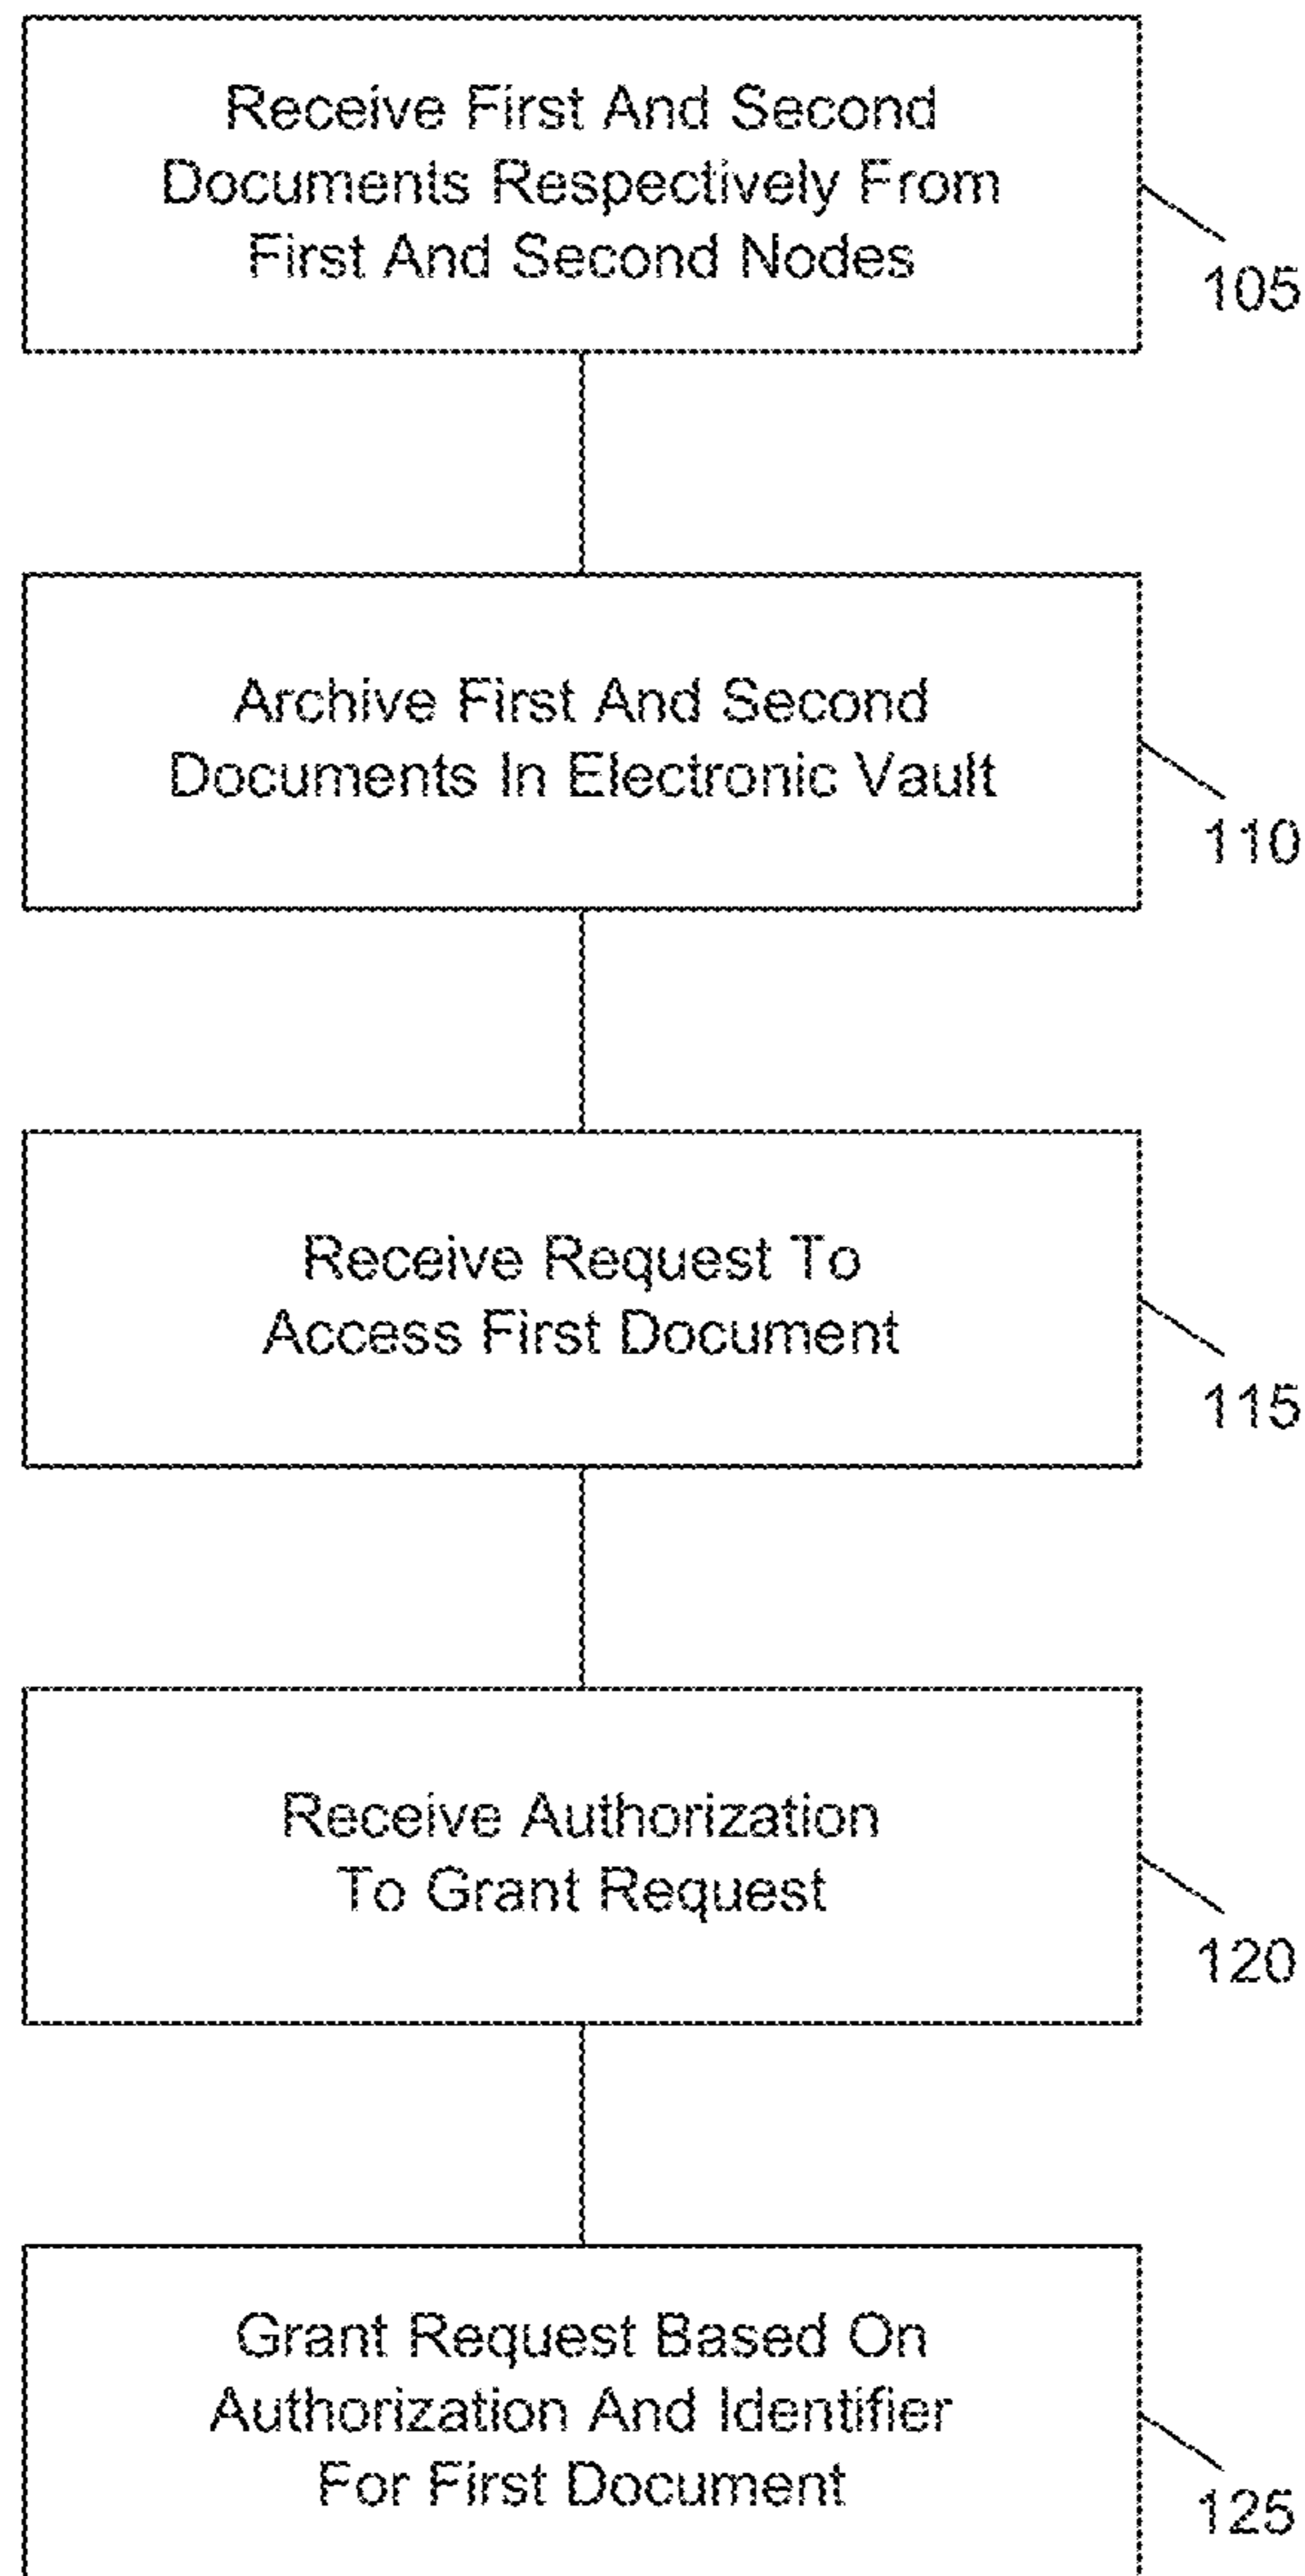 Receive First And Second
Documents Respectively From
First And Second Nodes
105
Archive First And Second
Documents In Electronic Vault
110
Receive Request To
Access First Document
115
Receive Authorization
To Grant Request
120
Grant Request Based On
Authorization And Identifier
For First Document
125